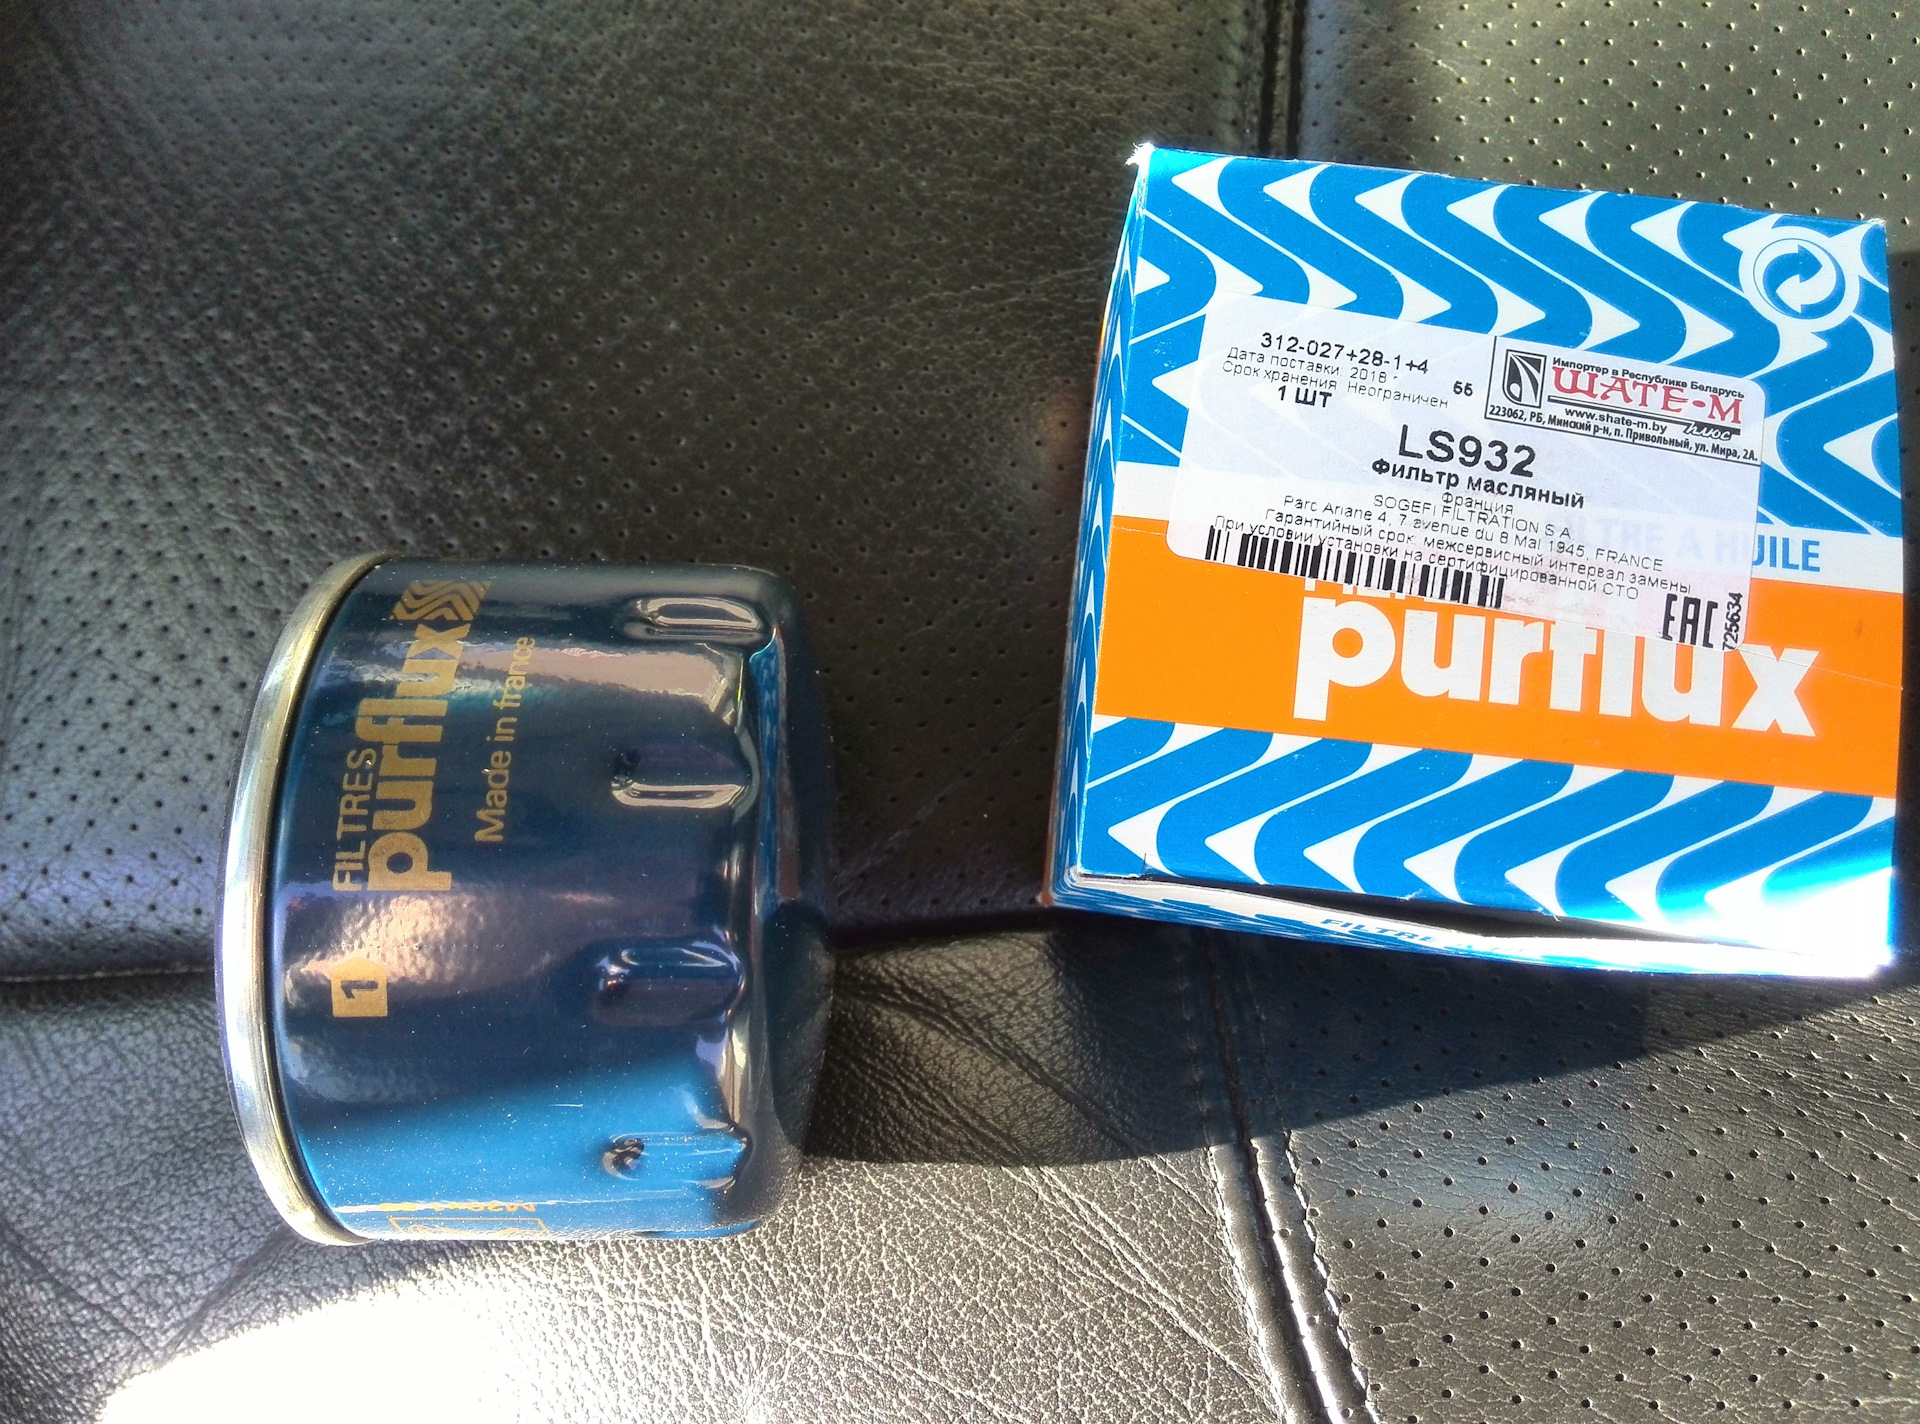 FILTRES
purflux
Made in france
1
312-027+28-1+4
Дата поставки 2018 г.
Срок хранения Неограничен
1 ШТ
66
Импортер в Республике Беларусь
ШАТЕ-М
плюс
www.shate-m.by
223062, РБ, Минский р-н, п. Привольный, ул. Мира, 2А.
LS932
Фильтр масляный
Франция
SOGEFI FILTRATION S.A.
Parc Ariane 4, 7 avenue du 8 Mai 1945, FRANCE
Гарантийный срок: межсервисный интервал замены
При условии установки на сертифицированной СТО
EAC
725634
FILTRE A HUILE
purflux
FILTRE A